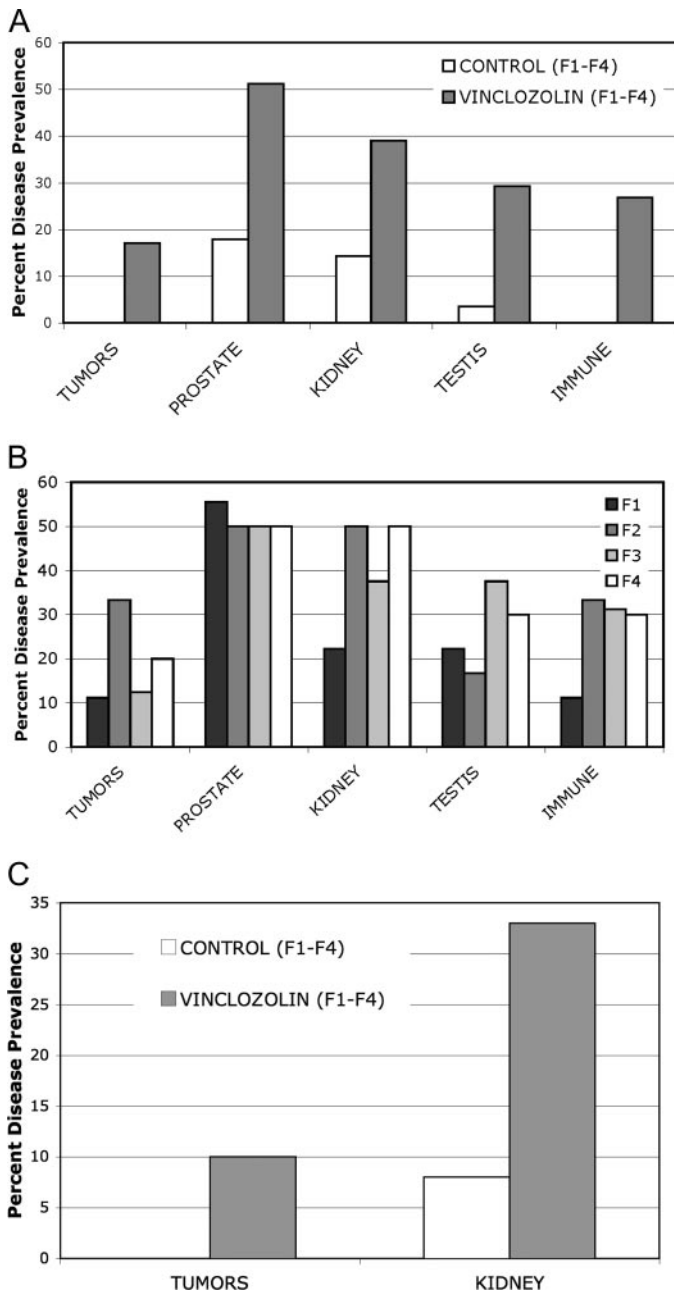 A
Percent Disease Prevalence
60
50
40
30
20
10
0
CONTROL (F1-F4)
VINCLOZOLIN (F1-F4)
TUMORS
PROSTATE
KIDNEY
TESTIS
IMMUNE
B
Percent Disease Prevalence
60
50
40
30
20
10
0
F1
F2
F3
F4
TUMORS
PROSTATE
KIDNEY
TESTIS
IMMUNE
C
Percent Disease Prevalence
35
30
25
20
15
10
5
0
CONTROL (F1-F4)
VINCLOZOLIN (F1-F4)
TUMORS
KIDNEY